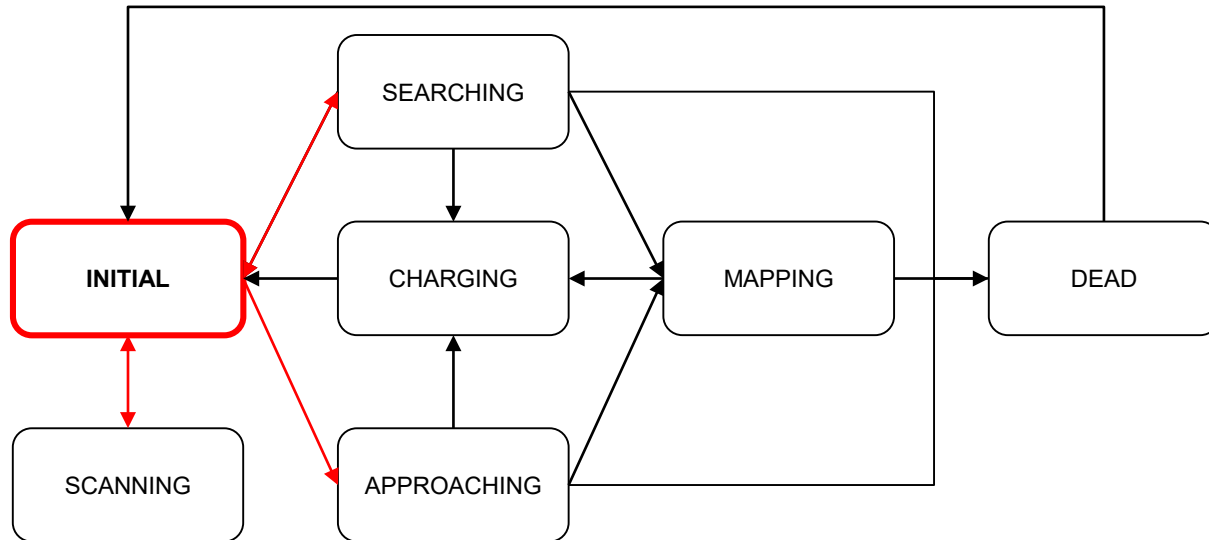 SEARCHING
INITIAL
CHARGING
MAPPING
DEAD
SCANNING
APPROACHING